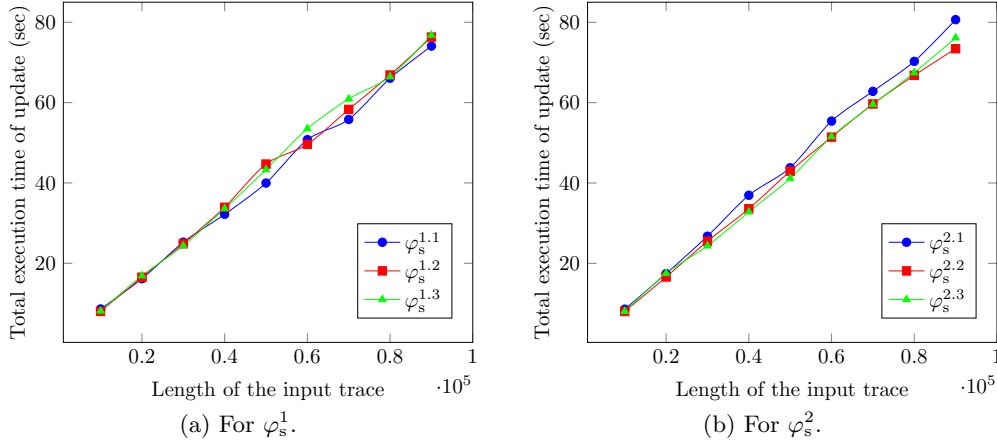 Total execution time of update (sec)
80
60
40
20
φ_s^{1.1}
φ_s^{1.2}
φ_s^{1.3}
0.2 0.4 0.6 0.8 1
Length of the input trace
·10^5
(a) For φ_s^1.
Total execution time of update (sec)
80
60
40
20
φ_s^{2.1}
φ_s^{2.2}
φ_s^{2.3}
0.2 0.4 0.6 0.8 1
Length of the input trace
·10^5
(b) For φ_s^2.